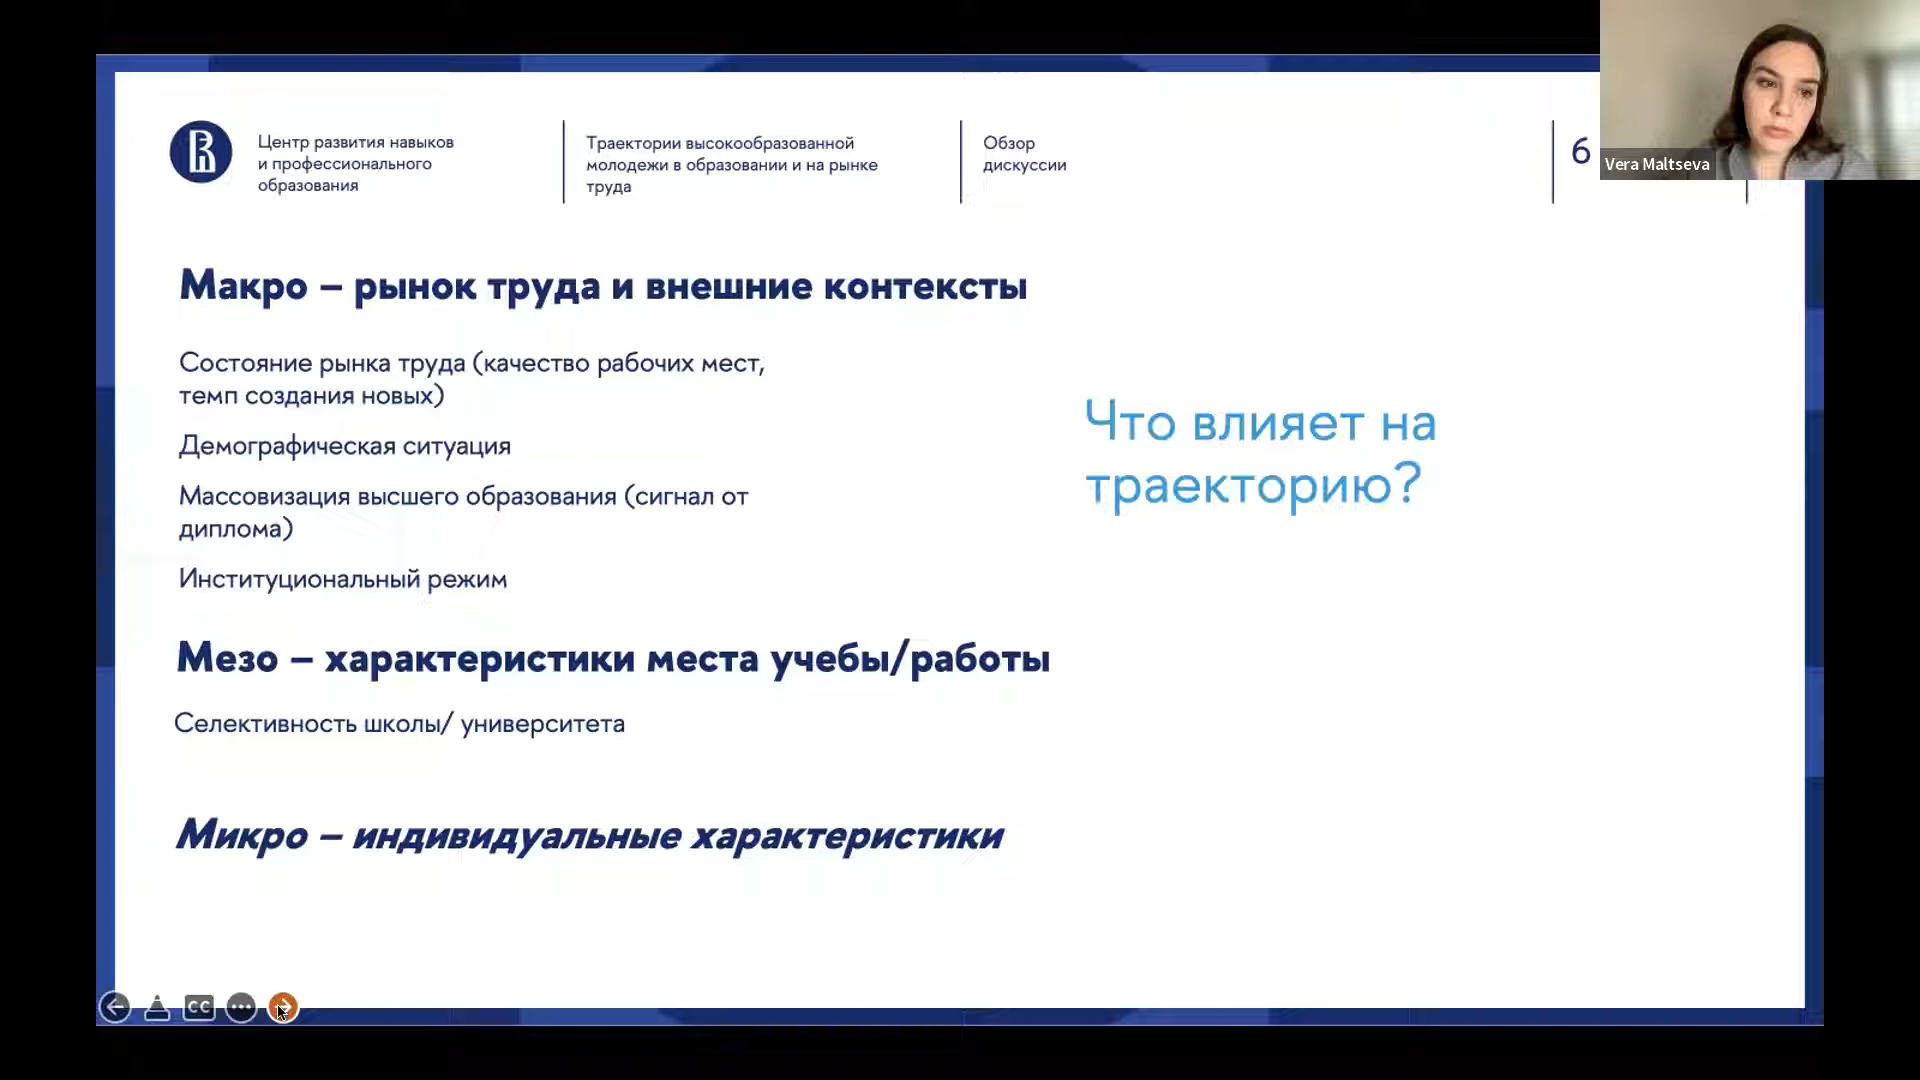 Центр развития навыков
и профессионального
образования
Траектории высокообразованной
молодежи в образовании и на рынке
труда
Обзор
дискуссии
6
Vera Maltseva
Макро – рынок труда и внешние контексты
Состояние рынка труда (качество рабочих мест,
темп создания новых)
Демографическая ситуация
Массовизация высшего образования (сигнал от
диплома)
Институциональный режим
Что влияет на
траекторию?
Мезо – характеристики места учебы/работы
Селективность школы/ университета
Микро – индивидуальные характеристики
CC